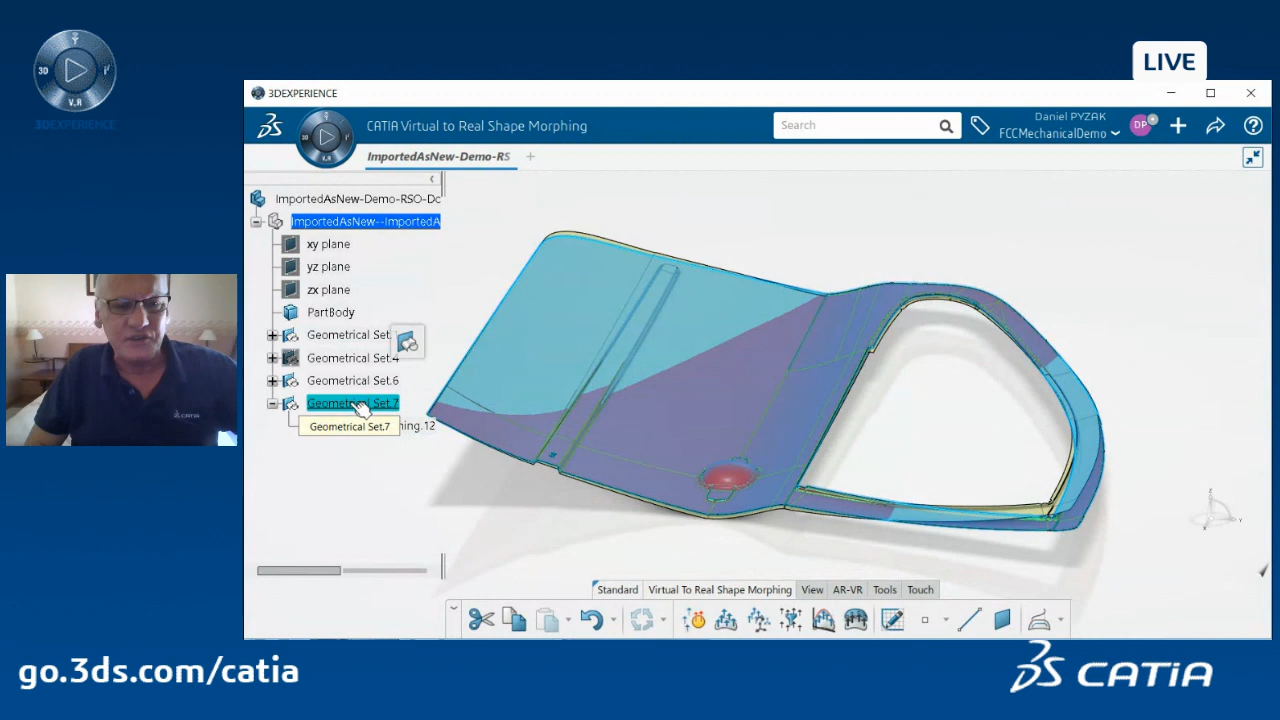 3D
V.R
3DEXPERIENCE
LIVE
3DEXPERIENCE
CATIA Virtual to Real Shape Morphing
Search
Daniel PYZAK
FCCMechanicalDemo
DP
3D
V.R
ImportedAsNew-Demo-RS
ImportedAsNew-Demo-RSO-Dc
ImportedAsNew--ImportedA
xy plane
yz plane
zx plane
PartBody
Geometrical Set.
Geometrical Set.4
Geometrical Set.6
Geometrical Set.7
Geometrical Set.7
hing.12
CATIA
Z
Y
X
Standard
Virtual To Real Shape Morphing
View
AR-VR
Tools
Touch
go.3ds.com/catia
CATIA